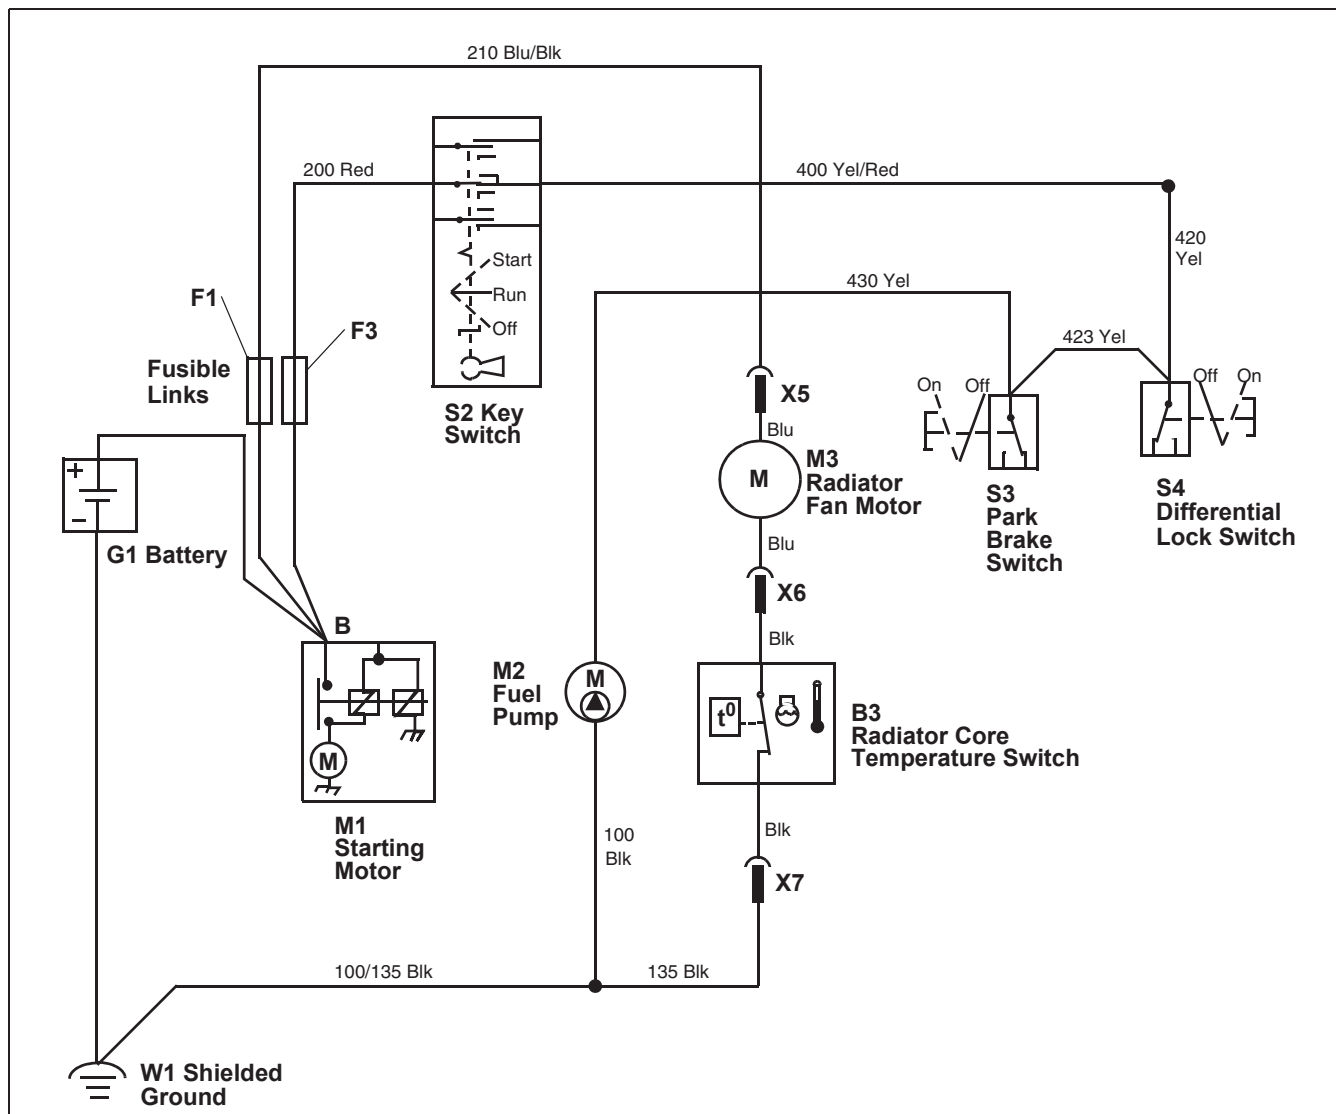 210 Blu/Blk
200 Red
400 Yel/Red
420
Yel
Start
Run
Off
430 Yel
423 Yel
F1
F3
Fusible
Links
S2 Key
Switch
X5
Blu
On
Off
Off
On
+
-
G1 Battery
M
M3
Radiator
Fan Motor
S3
Park
Brake
Switch
S4
Differential
Lock Switch
Blu
X6
Blk
B
M2
Fuel
Pump
M
t0
B3
Radiator Core
Temperature Switch
M
M1
Starting
Motor
100
Blk
Blk
X7
100/135 Blk
135 Blk
W1 Shielded
Ground